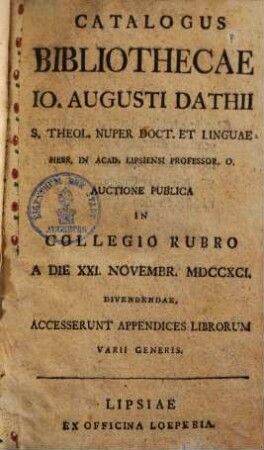 CATALOGUS
BIBLIOTHECAE
IO. AUGUSTI DATHII
S. THEOL. NUPER DOCT. ET LINGUAE
HEBR. IN ACAD. LIPSIENSI PROFESSOR. O.
AUCTIONE PUBLICA
IN
COLLEGIO RUBRO
A DIE XXI. NOVEMBR. MDCCXCI.
DIVENDENDAE,
ACCESSERUNT APPENDICES LIBRORUM
VARII GENERIS.
LIPSIAE
EX OFFICINA LOEPERIA.